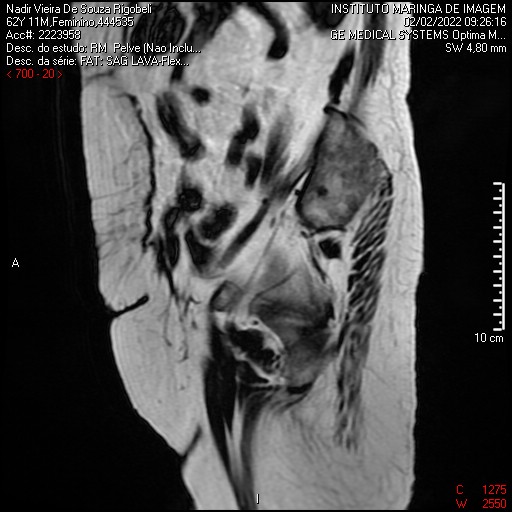 Nadir Vieira De Souza Rigobeli
62Y 11M,Feminino,444535
Acc#: 2223953
Desc. do estudo: RM Pelve (Nao Inclu...
Desc. da série: FAT: SAG LAVA-Flex...
< 700 - 20 >
INSTITUTO MARINGA DE IMAGEM
02/02/2022 09:26:16
GE MEDICAL SYSTEMS Optima M...
SW 4,80 mm
A
10 cm
I
C 1275
W 2550